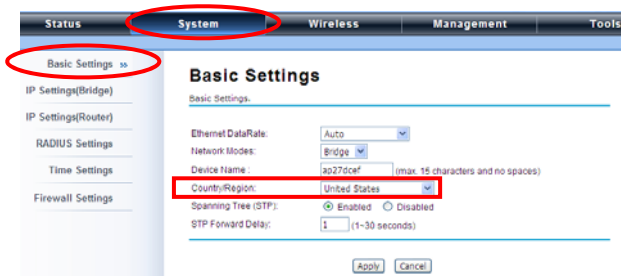 Status System Wireless Management Tools
Basic Settings »
IP Settings(Bridge)
IP Settings(Router)
RADIUS Settings
Time Settings
Firewall Settings
Basic Settings
Basic Settings.
Ethernet DataRate: Auto
Network Modes: Bridge
Device Name : ap27dcef (max. 15 characters and no spaces)
Country/Region: United States
Spanning Tree (STP): Enabled Disabled
STP Forward Delay: 1 (1~30 seconds)
Apply Cancel